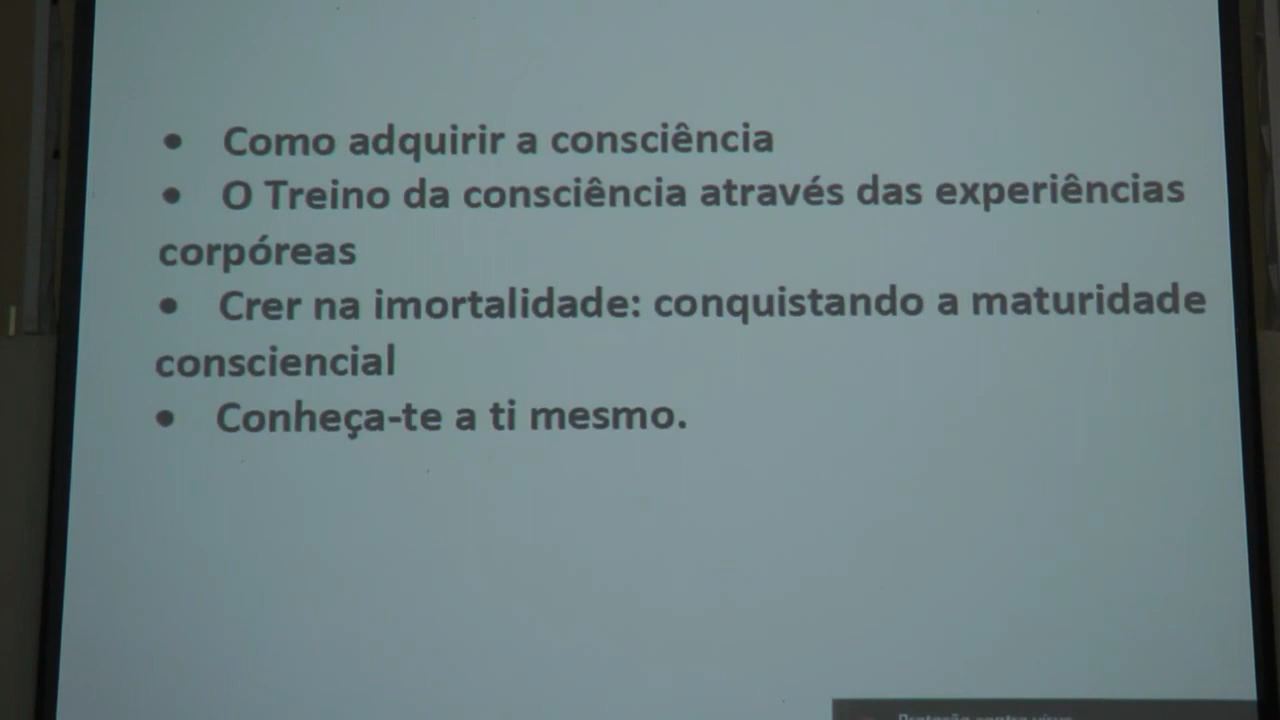 • Como adquirir a consciência
• O Treino da consciência através das experiências
corpóreas
• Crer na imortalidade: conquistando a maturidade
consciencial
• Conheça-te a ti mesmo.